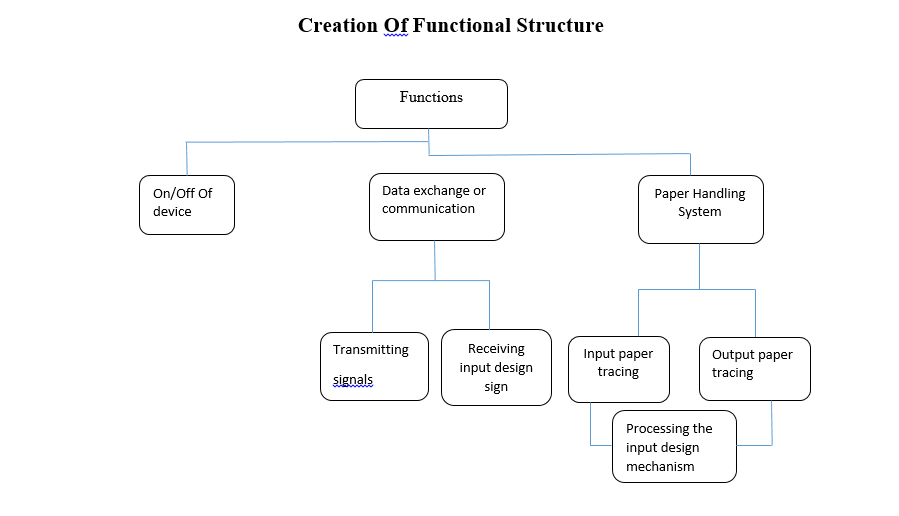 Creation Of Functional Structure
Functions
On/Off Of
device
Data exchange or
communication
Paper Handling
System
Transmitting
signals
Receiving
input design
sign
Input paper
tracing
Output paper
tracing
Processing the
input design
mechanism